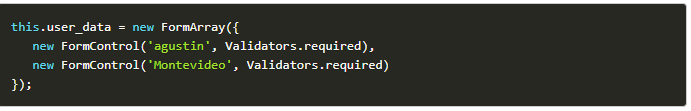 this.user_data = new FormArray({
   new FormControl('agustin', Validators.required),
   new FormControl('Montevideo', Validators.required)
});